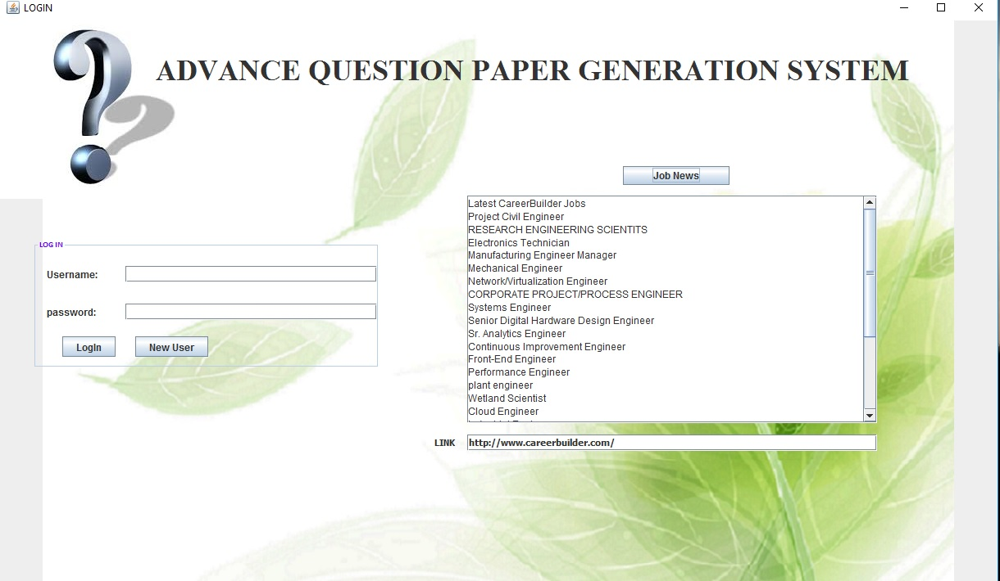 LOGIN
ADVANCE QUESTION PAPER GENERATION SYSTEM
Job News
Latest CareerBuilder Jobs
Project Civil Engineer
RESEARCH ENGINEERING SCIENTITS
Electronics Technician
Manufacturing Engineer Manager
Mechanical Engineer
Network/Virtualization Engineer
CORPORATE PROJECT/PROCESS ENGINEER
Systems Engineer
Senior Digital Hardware Design Engineer
Sr. Analytics Engineer
Continuous Improvement Engineer
Front-End Engineer
Performance Engineer
plant engineer
Wetland Scientist
Cloud Engineer
LOG IN
Username:
password:
LogIn New User
LINK http://www.careerbuilder.com/